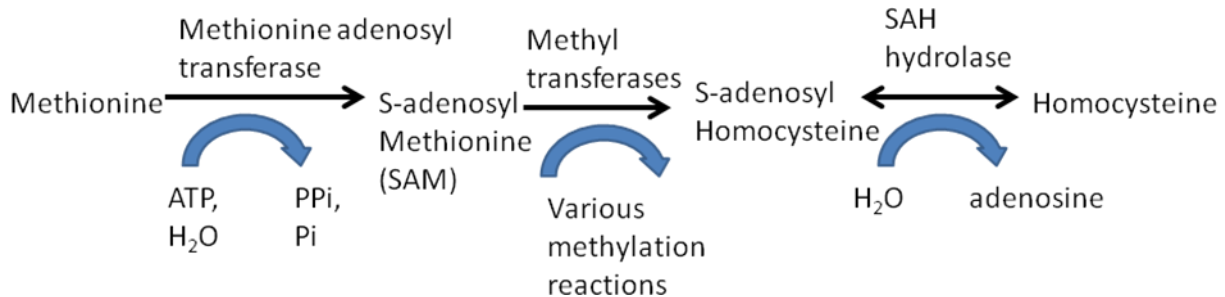 Methionine
Methionine adenosyl
transferase
ATP,
H₂O
PPi,
Pi
S-adenosyl
Methionine
(SAM)
Methyl
transferases
Various
methylation
reactions
S-adenosyl
Homocysteine
SAH
hydrolase
H₂O
adenosine
Homocysteine